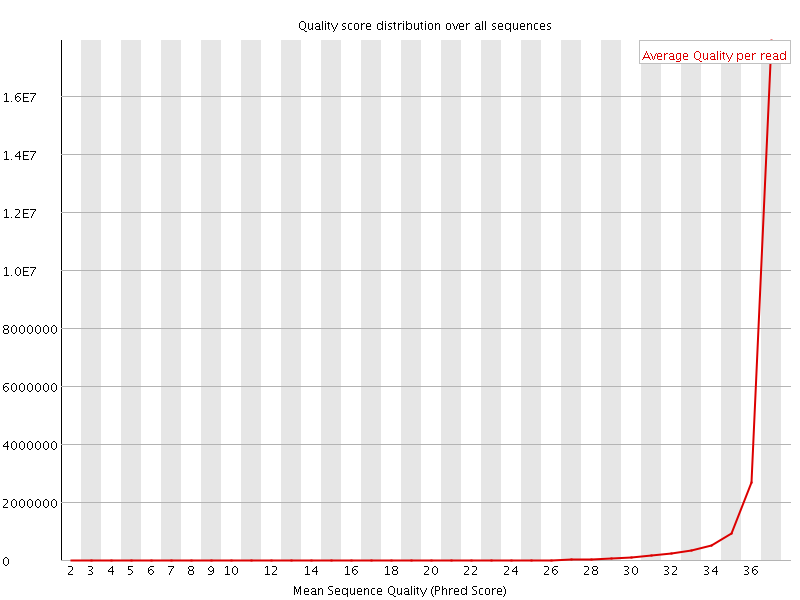 Quality score distribution over all sequences
Average Quality per read
1.6E7
1.4E7
1.2E7
1.0E7
8000000
6000000
4000000
2000000
0
2 3 4 5 6 7 8 9 10 12 14 16 18 20 22 24 26 28 30 32 34 36
Mean Sequence Quality (Phred Score)